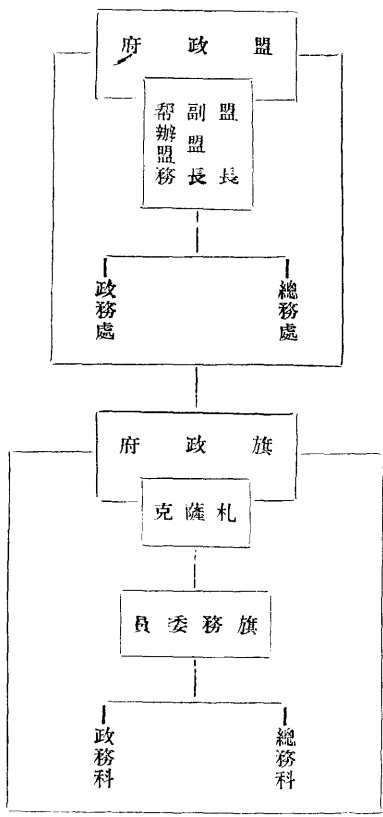 盟政府
盟長
副盟長
幫辦盟務
總務處
政務處
旗政府
札薩克
旗務委員
總務科
政務科